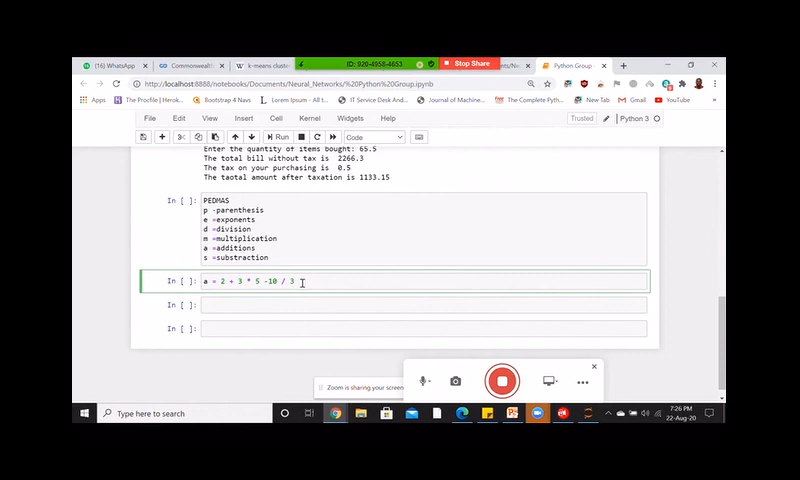 (16) WhatsApp
Commonwealth
k-means cluster
ID: 920-4958-4653
Stop Share
ents/Ne
Python Group
http://localhost:8888/notebooks/Documents/Neural_Networks/%20Python%20Group.ipynb
Apps
The Procfile | Herok...
Bootstrap 4 Navs
Lorem Ipsum - All t...
IT Service Desk And...
Journal of Machine...
The Complete Pyth...
New Tab
Gmail
YouTube
File Edit View Insert Cell Kernel Widgets Help
Trusted
Python 3
Run
Code
Enter the quantity of items bought: 65.5
The total bill without tax is 2266.3
The tax on your purchasing is 0.5
The taotal amount after taxation is 1133.15
In [ ]: PEDMAS
p -parenthesis
e =exponents
d =division
m =multiplication
a =additions
s =substraction
In [ ]: a = 2 + 3 * 5 -10 / 3
In [ ]:
In [ ]:
Zoom is sharing your screen
Type here to search
7:26 PM
22-Aug-20